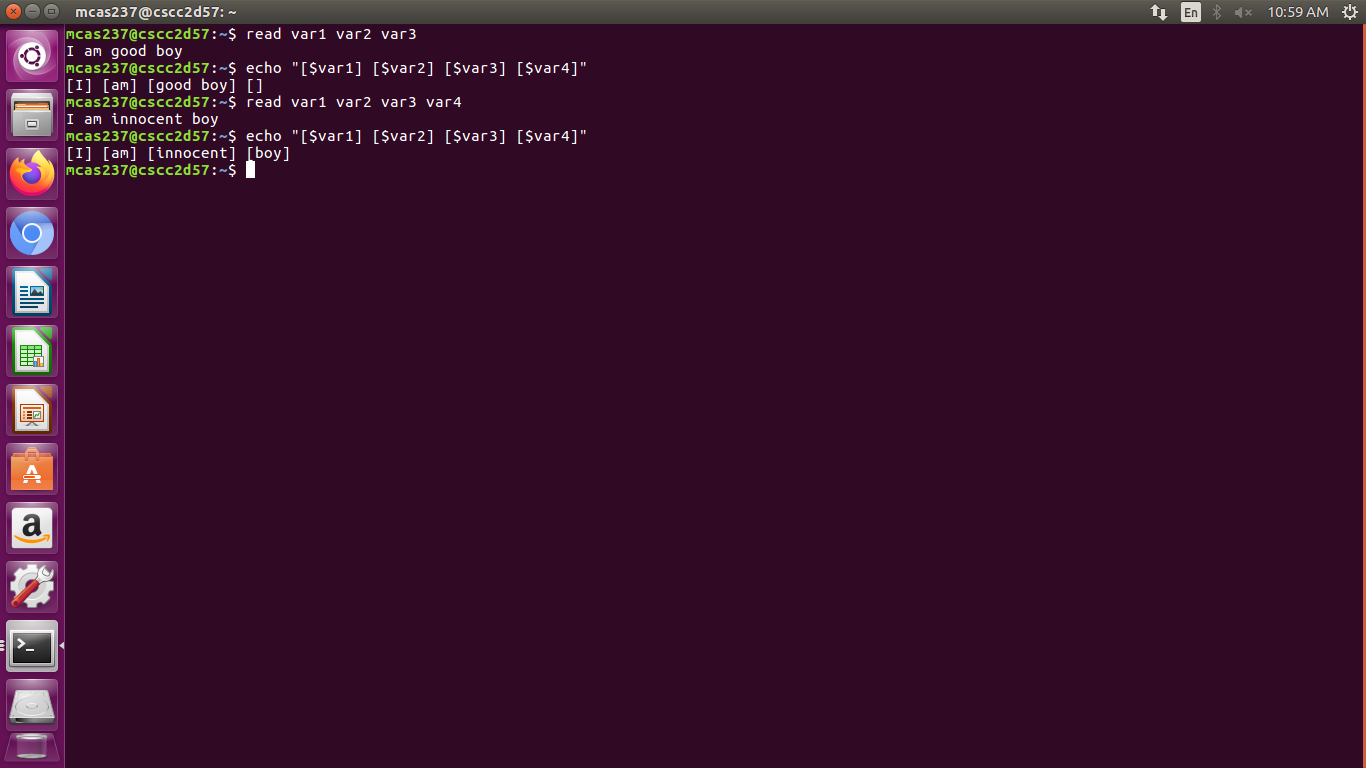 mcas237@cscc2d57: ~
En
10:59 AM
mcas237@cscc2d57:~$ read var1 var2 var3
I am good boy
mcas237@cscc2d57:~$ echo "[$var1] [$var2] [$var3] [$var4]"
[I] [am] [good boy] []
mcas237@cscc2d57:~$ read var1 var2 var3 var4
I am innocent boy
mcas237@cscc2d57:~$ echo "[$var1] [$var2] [$var3] [$var4]"
[I] [am] [innocent] [boy]
mcas237@cscc2d57:~$